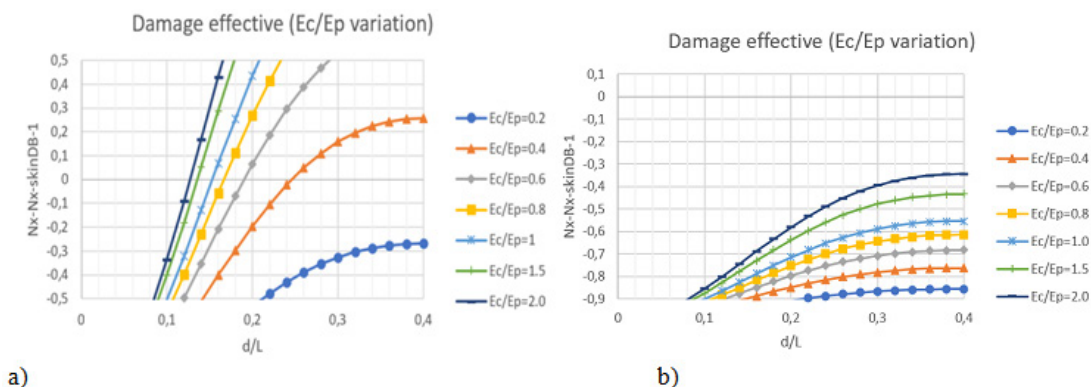 Damage effective (Ec/Ep variation)
Nx-Nx-skinDB-1
0,5
0,4
0,3
0,2
0,1
0
-0,1
-0,2
-0,3
-0,4
-0,5
0
0,1
0,2
0,3
0,4
d/L
Ec/Ep=0.2
Ec/Ep=0.4
Ec/Ep=0.6
Ec/Ep=0.8
Ec/Ep=1
Ec/Ep=1.5
Ec/Ep=2.0
a)
Damage effective (Ec/Ep variation)
Nx-Nx-skinDB-1
0,1
0
-0,1
-0,2
-0,3
-0,4
-0,5
-0,6
-0,7
-0,8
-0,9
0
0,1
0,2
0,3
0,4
d/L
Ec/Ep=0.2
Ec/Ep=0.4
Ec/Ep=0.6
Ec/Ep=0.8
Ec/Ep=1.0
Ec/Ep=1.5
Ec/Ep=2.0
b)